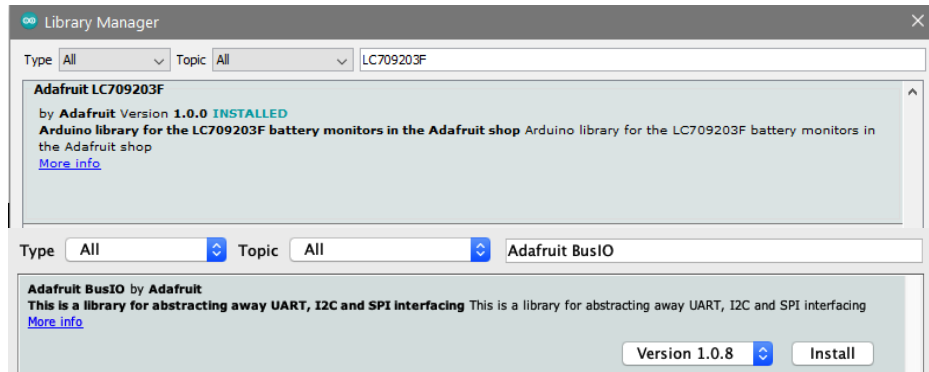 Library Manager
Type All Topic All LC709203F
Adafruit LC709203F
by Adafruit Version 1.0.0 INSTALLED
Arduino library for the LC709203F battery monitors in the Adafruit shop Arduino library for the LC709203F battery monitors in
the Adafruit shop
More info
Type All Topic All Adafruit BusIO
Adafruit BusIO by Adafruit
This is a library for abstracting away UART, I2C and SPI interfacing This is a library for abstracting away UART, I2C and SPI interfacing
More info
Version 1.0.8 Install